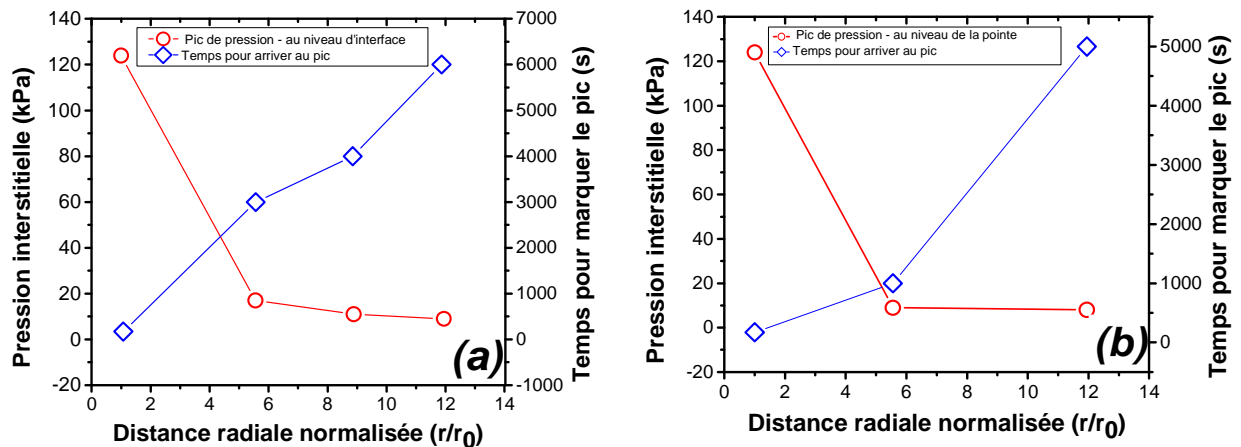 (a)
Pic de pression - au niveau d'interface
Temps pour arriver au pic
Pression interstitielle (kPa)
140
120
100
80
60
40
20
0
-20
7000
6000
5000
4000
3000
2000
1000
0
-1000
Temps pour marquer le pic (s)
0 2 4 6 8 10 12 14
Distance radiale normalisée (r/r0)
(b)
Pic de pression - au niveau de la pointe
Temps pour arriver au pic
Pression interstitielle (kPa)
140
120
100
80
60
40
20
0
-20
5000
4000
3000
2000
1000
0
Temps pour marquer le pic (s)
0 2 4 6 8 10 12 14
Distance radiale normalisée (r/r0)